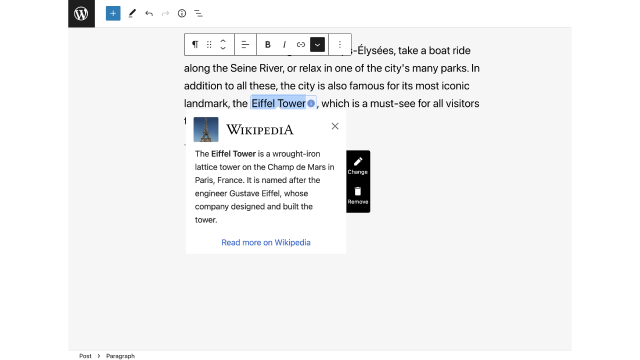 -Élysées, take a boat ride
along the Seine River, or relax in one of the city's many parks. In
addition to all these, the city is also famous for its most iconic
landmark, the Eiffel Tower, which is a must-see for all visitors
WIKIPEDIA
The Eiffel Tower is a wrought-iron
lattice tower on the Champ de Mars in
Paris, France. It is named after the
engineer Gustave Eiffel, whose
company designed and built the
tower.
Read more on Wikipedia
Change
Remove
Post > Paragraph